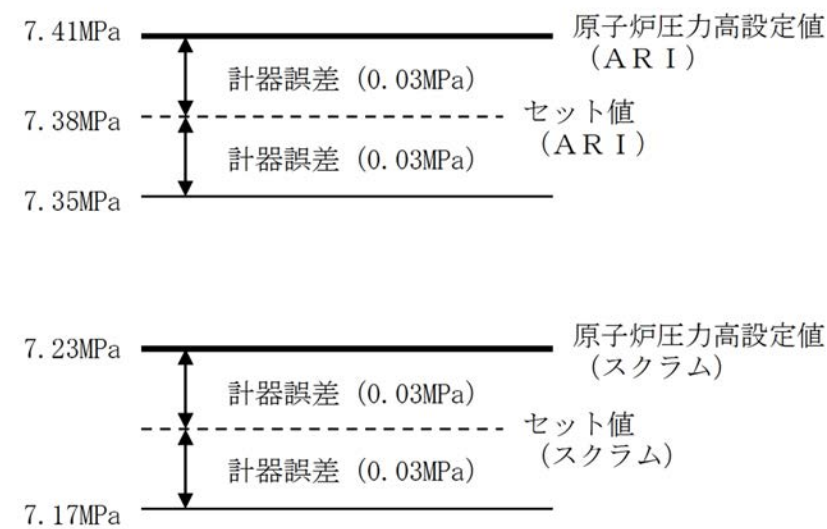 7.41MPa
原子炉圧力高設定値
(ARI)
計器誤差 (0.03MPa)
7.38MPa
セット値
(ARI)
計器誤差 (0.03MPa)
7.35MPa
7.23MPa
原子炉圧力高設定値
(スクラム)
計器誤差 (0.03MPa)
セット値
(スクラム)
計器誤差 (0.03MPa)
7.17MPa